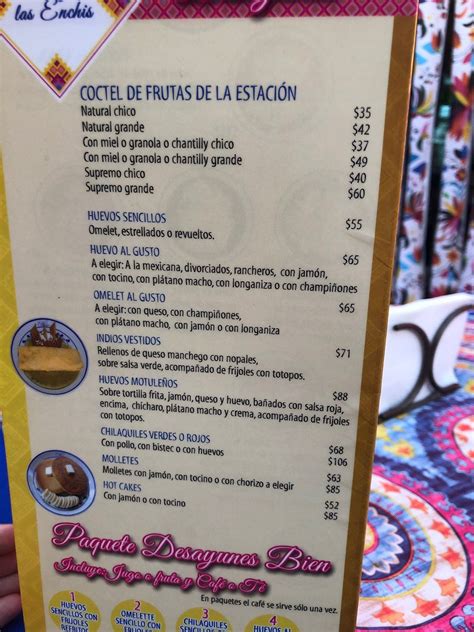 las Enchis
COCTEL DE FRUTAS DE LA ESTACIÓN
Natural chico $35
Natural grande $42
Con miel o granola o chantilly chico $37
Con miel o granola o chantilly grande $49
Supremo chico $40
Supremo grande $60
HUEVOS SENCILLOS $55
Omelet, estrellados o revueltos.
HUEVO AL GUSTO $65
A elegir: A la mexicana, divorciados, rancheros, con jamón,
con tocino, con plátano macho, con longaniza o con champiñones
OMELET AL GUSTO $65
A elegir: con queso, con champiñones,
con plátano macho, con jamón o con longaniza
INDIOS VESTIDOS $71
Rellenos de queso manchego con nopales,
sobre salsa verde, acompañado de frijoles con totopos.
HUEVOS MOTULEÑOS $88
Sobre tortilla frita, jamón, queso y huevo, bañados con salsa roja,
encima, chícharo, plátano macho y crema, acompañado de frijoles
con totopos.
CHILAQUILES VERDES O ROJOS $68
Con pollo, con bistec o con huevos $106
MOLLETES $63
Molletes con jamón, con tocino o con chorizo a elegir $85
HOT CAKES $52
Con jamón o con tocino $85
Paquete Desayunes Bien
Incluye: Jugo o fruta y Café o Té
En paquetes el café se sirve sólo una vez.
1 2 3 4
HUEVOS SENCILLOS CON FRIJOLES REFRITOS
OMELETTE SENCILLO CON FRIJOLES
CHILAQUILES SENCILLOS
HUEVOS AL